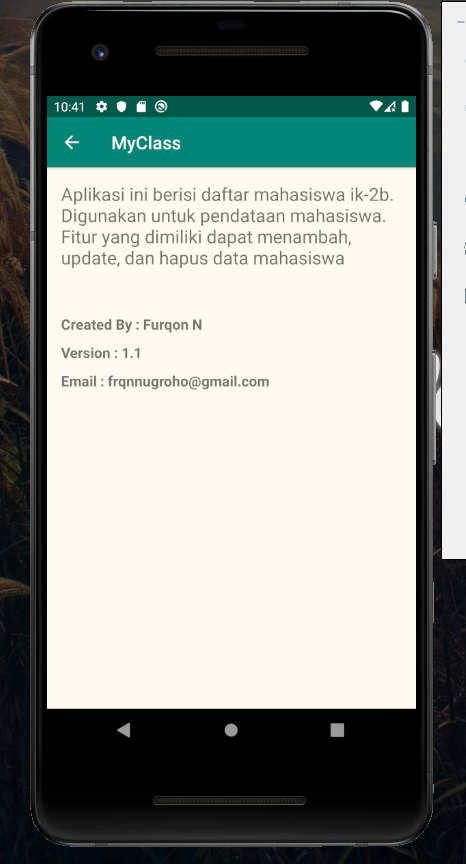 10:41
MyClass
Aplikasi ini berisi daftar mahasiswa ik-2b.
Digunakan untuk pendataan mahasiswa.
Fitur yang dimiliki dapat menambah,
update, dan hapus data mahasiswa
Created By : Furqon N
Version : 1.1
Email : frqnnugroho@gmail.com